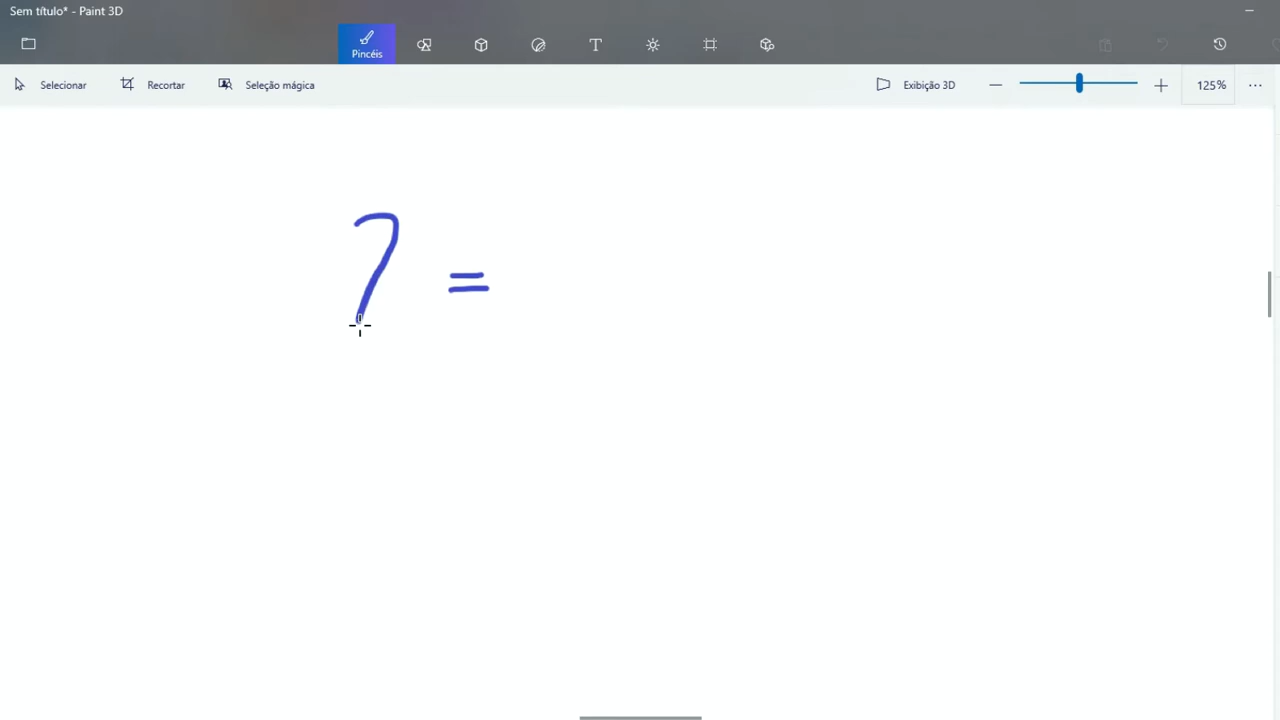 Sem título* - Paint 3D
Pincéis
Selecionar
Recortar
Seleção mágica
Exibição 3D
125%
7 =